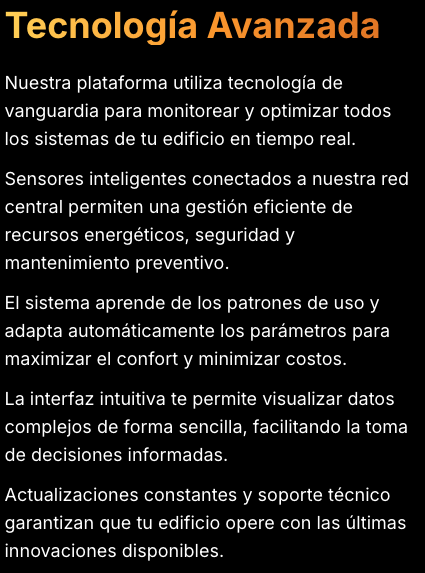 Tecnología Avanzada
Nuestra plataforma utiliza tecnología de
vanguardia para monitorear y optimizar todos
los sistemas de tu edificio en tiempo real.
Sensores inteligentes conectados a nuestra red
central permiten una gestión eficiente de
recursos energéticos, seguridad y
mantenimiento preventivo.
El sistema aprende de los patrones de uso y
adapta automáticamente los parámetros para
maximizar el confort y minimizar costos.
La interfaz intuitiva te permite visualizar datos
complejos de forma sencilla, facilitando la toma
de decisiones informadas.
Actualizaciones constantes y soporte técnico
garantizan que tu edificio opere con las últimas
innovaciones disponibles.